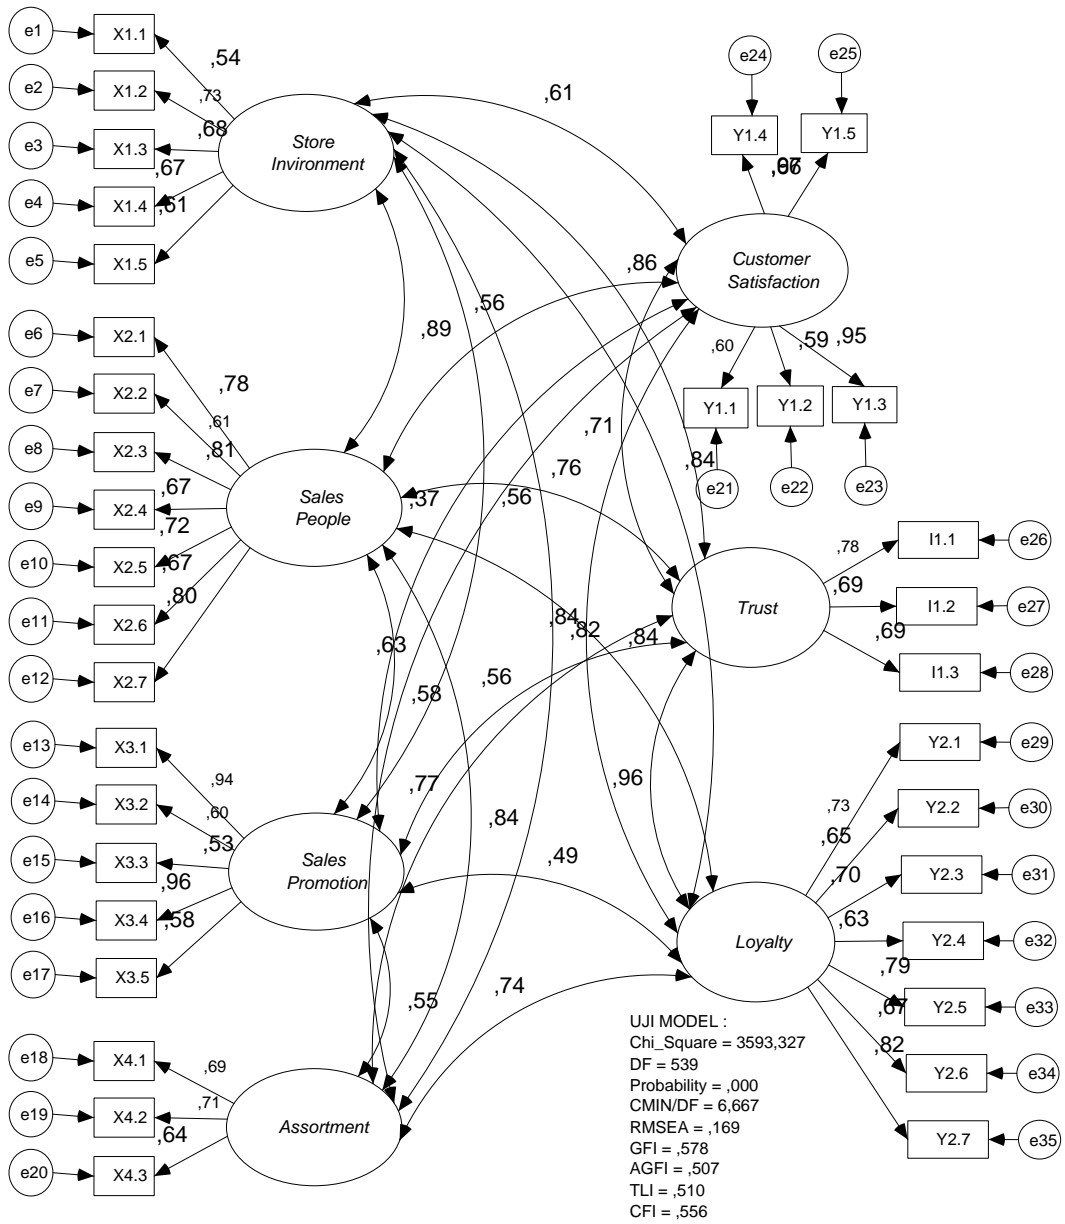 e1
X1.1
,54
e2
X1.2
,73
e3
X1.3
,68
e4
X1.4
,67
e5
X1.5
,61
Store
Invironment
,61
e24
e25
Y1.4
Y1.5
Customer
Satisfaction
,86
,56
,89
,60
,59
,95
Y1.1
Y1.2
Y1.3
e21
e22
e23
e6
X2.1
,78
e7
X2.2
,61
e8
X2.3
,81
e9
X2.4
,67
e10
X2.5
,72
e11
X2.6
,67
e12
X2.7
,80
Sales
People
,71
,76
,84
,37
,56
Trust
,78
I1.1
e26
,69
I1.2
e27
,69
I1.3
e28
,84
,82
,84
,63
,56
,58
e13
X3.1
,94
e14
X3.2
,60
e15
X3.3
,53
e16
X3.4
,96
e17
X3.5
,58
Sales
Promotion
,77
,96
,84
,49
Loyalty
,73
,65
,70
,63
,79
,67
,82
Y2.1
e29
Y2.2
e30
Y2.3
e31
Y2.4
e32
Y2.5
e33
Y2.6
e34
Y2.7
e35
,55
,74
e18
X4.1
,69
e19
X4.2
,71
e20
X4.3
,64
Assortment
UJI MODEL :
Chi_Square = 3593,327
DF = 539
Probability = ,000
CMIN/DF = 6,667
RMSEA = ,169
GFI = ,578
AGFI = ,507
TLI = ,510
CFI = ,556